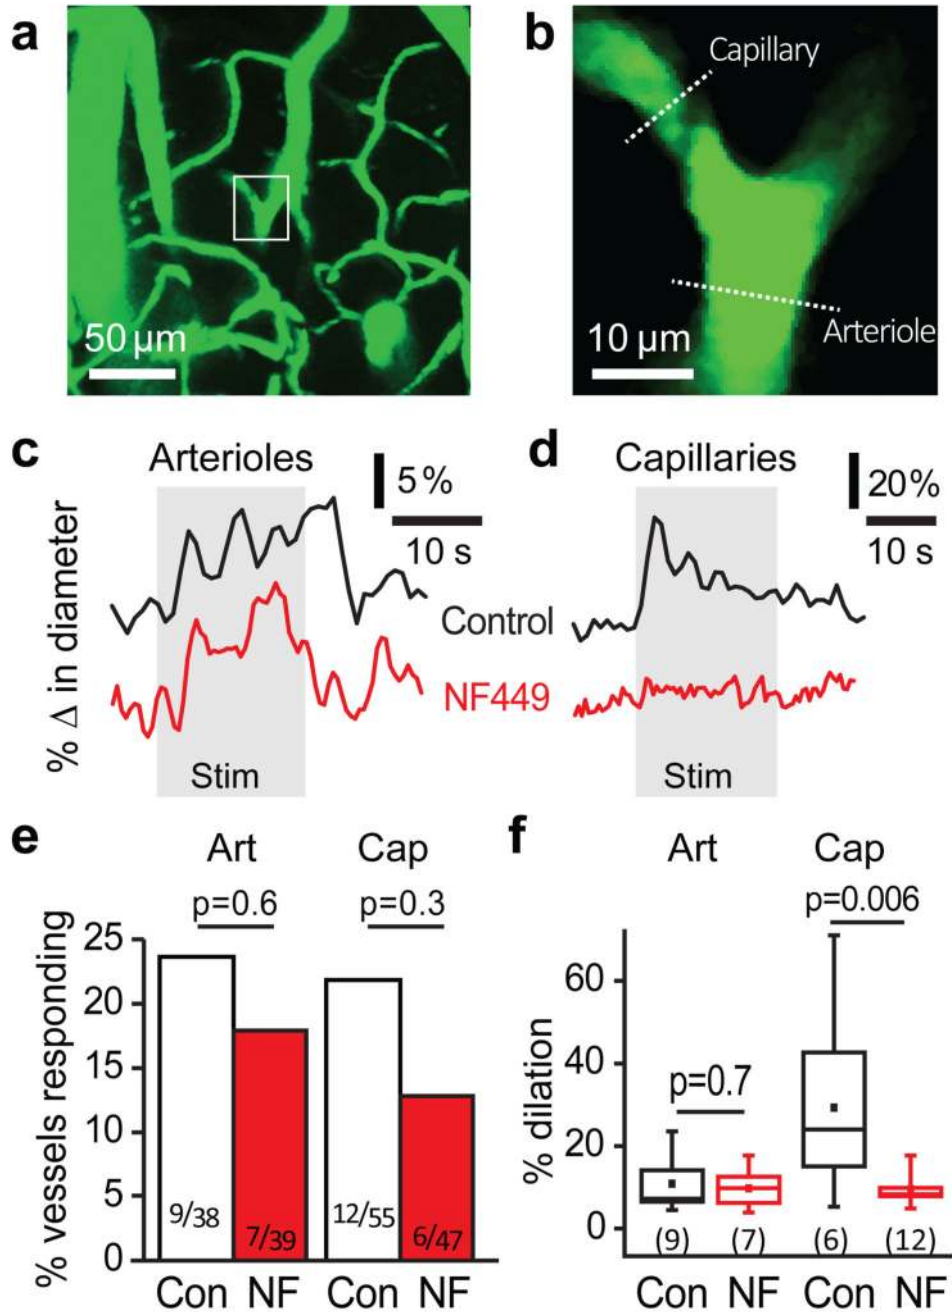 a
b
Capillary
Arteriole
50 µm
10 µm
c
Arterioles
5%
10 s
d
Capillaries
20%
10 s
% Δ in diameter
Control
NF449
Stim
Stim
e
Art
Cap
p=0.6
p=0.3
% vessels responding
25
20
15
10
5
0
9/38
7/39
12/55
6/47
Con NF Con NF
f
Art
Cap
p=0.006
p=0.7
% dilation
60
40
20
0
(9) (7) (6) (12)
Con NF Con NF